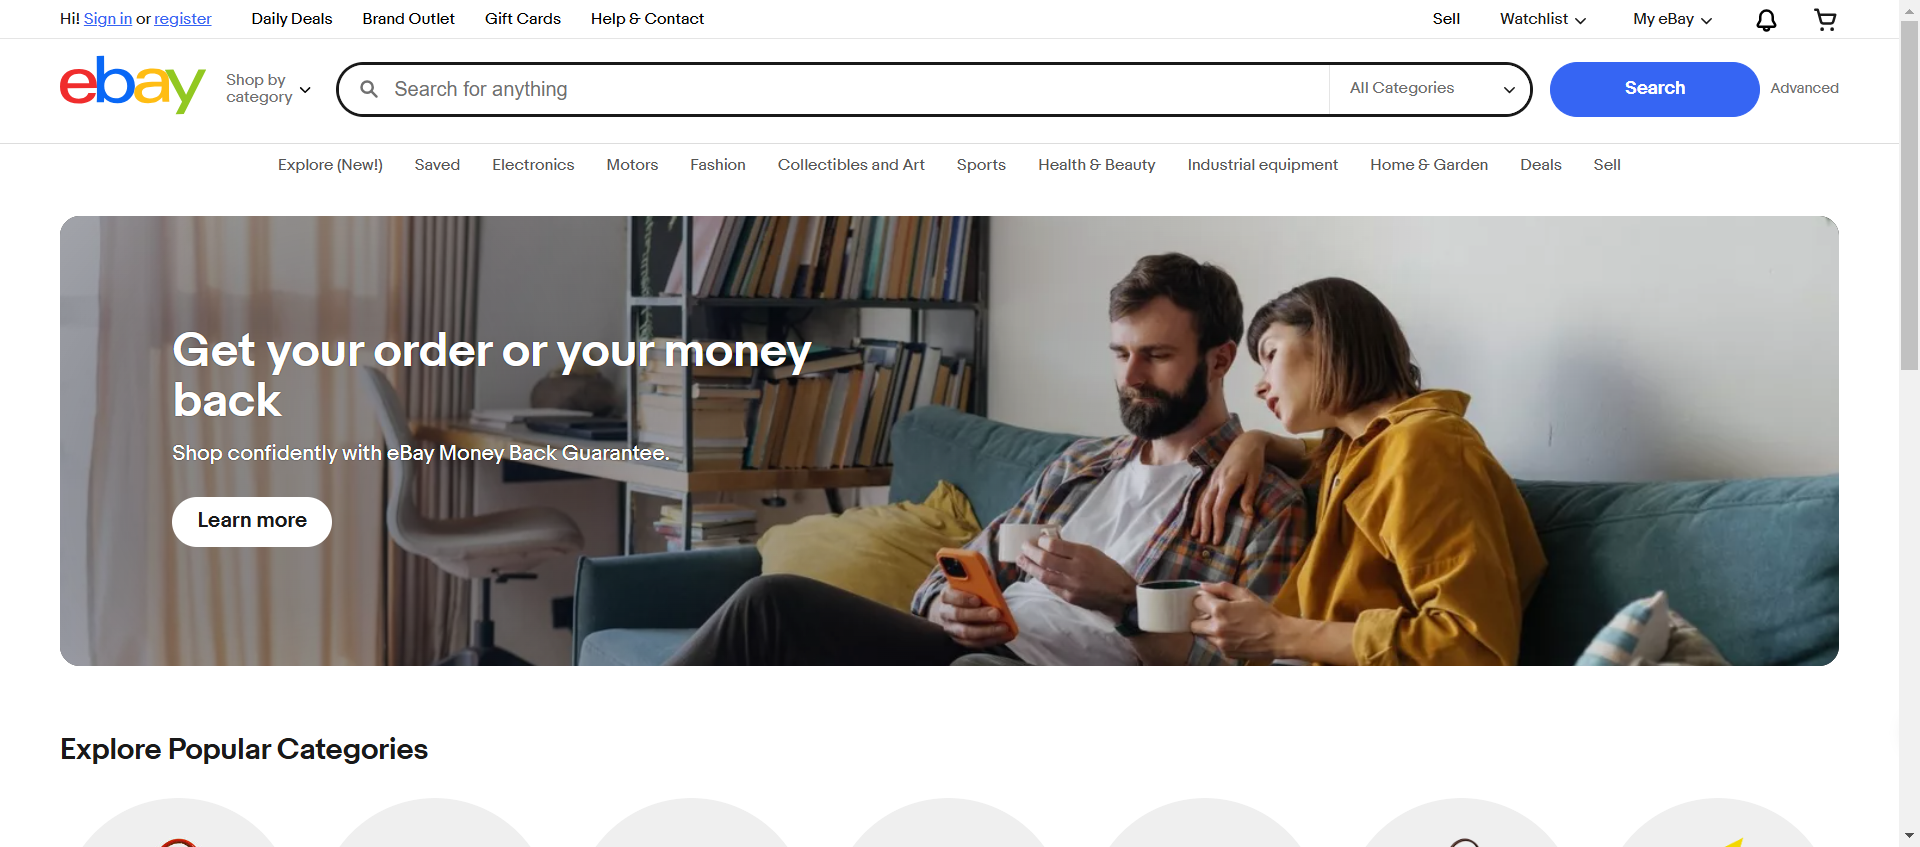 Hi! Sign in or register Daily Deals Brand Outlet Gift Cards Help & Contact Sell Watchlist My eBay
ebay
Shop by
category
Search for anything All Categories Search Advanced
Explore (New!) Saved Electronics Motors Fashion Collectibles and Art Sports Health & Beauty Industrial equipment Home & Garden Deals Sell
Get your order or your money
back
Shop confidently with eBay Money Back Guarantee.
Learn more
Explore Popular Categories